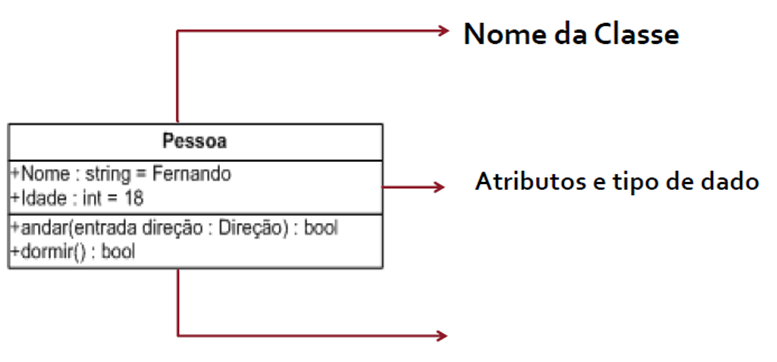 Nome da Classe
Pessoa
+Nome : string = Fernando
+Idade : int = 18
Atributos e tipo de dado
+andar(entrada direção : Direção) : bool
+dormir() : bool